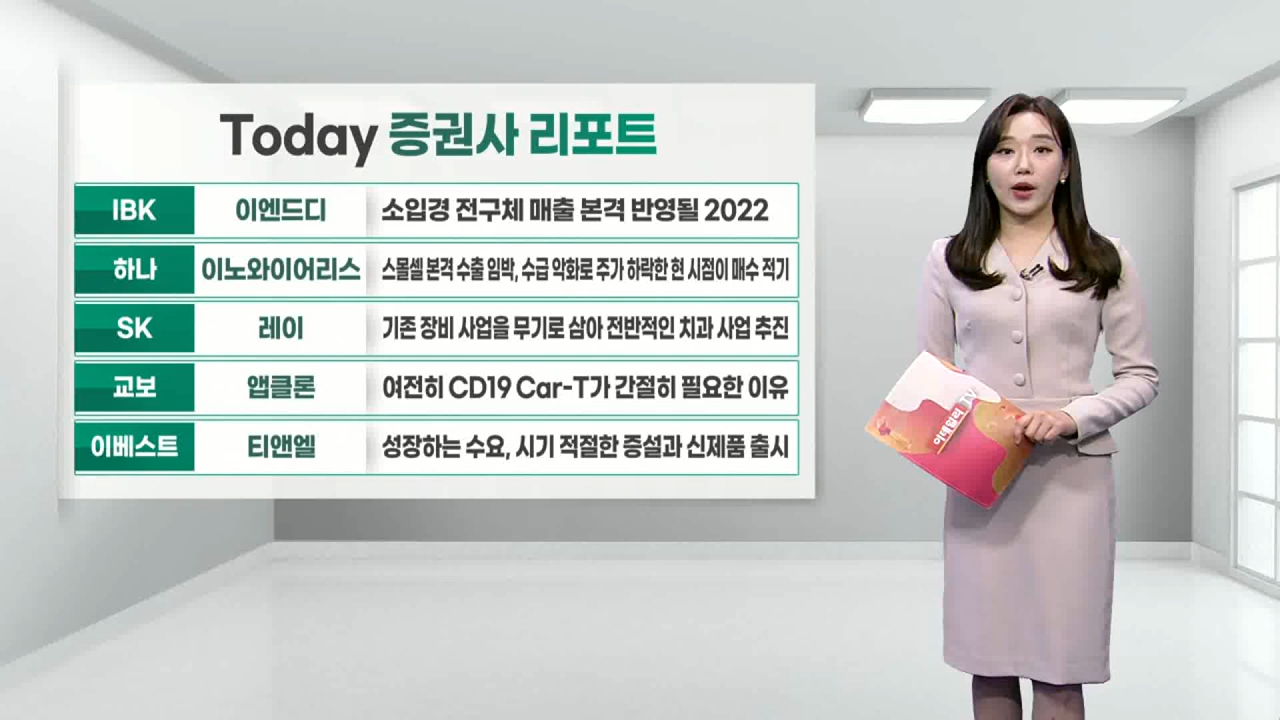 Today 증권사 리포트
IBK 이엔드디 소입경 전구체 매출 본격 반영될 2022
하나 이노와이어리스 스몰셀 본격 수출 임박, 수급 악화로 주가 하락한 현 시점이 매수 적기
SK 레이 기존 장비 사업을 무기로 삼아 전반적인 치과 사업 추진
교보 앱클론 여전히 CD19 Car-T가 간절히 필요한 이유
이베스트 티앤엘 성장하는 수요, 시기 적절한 증설과 신제품 출시
이데일리 TV